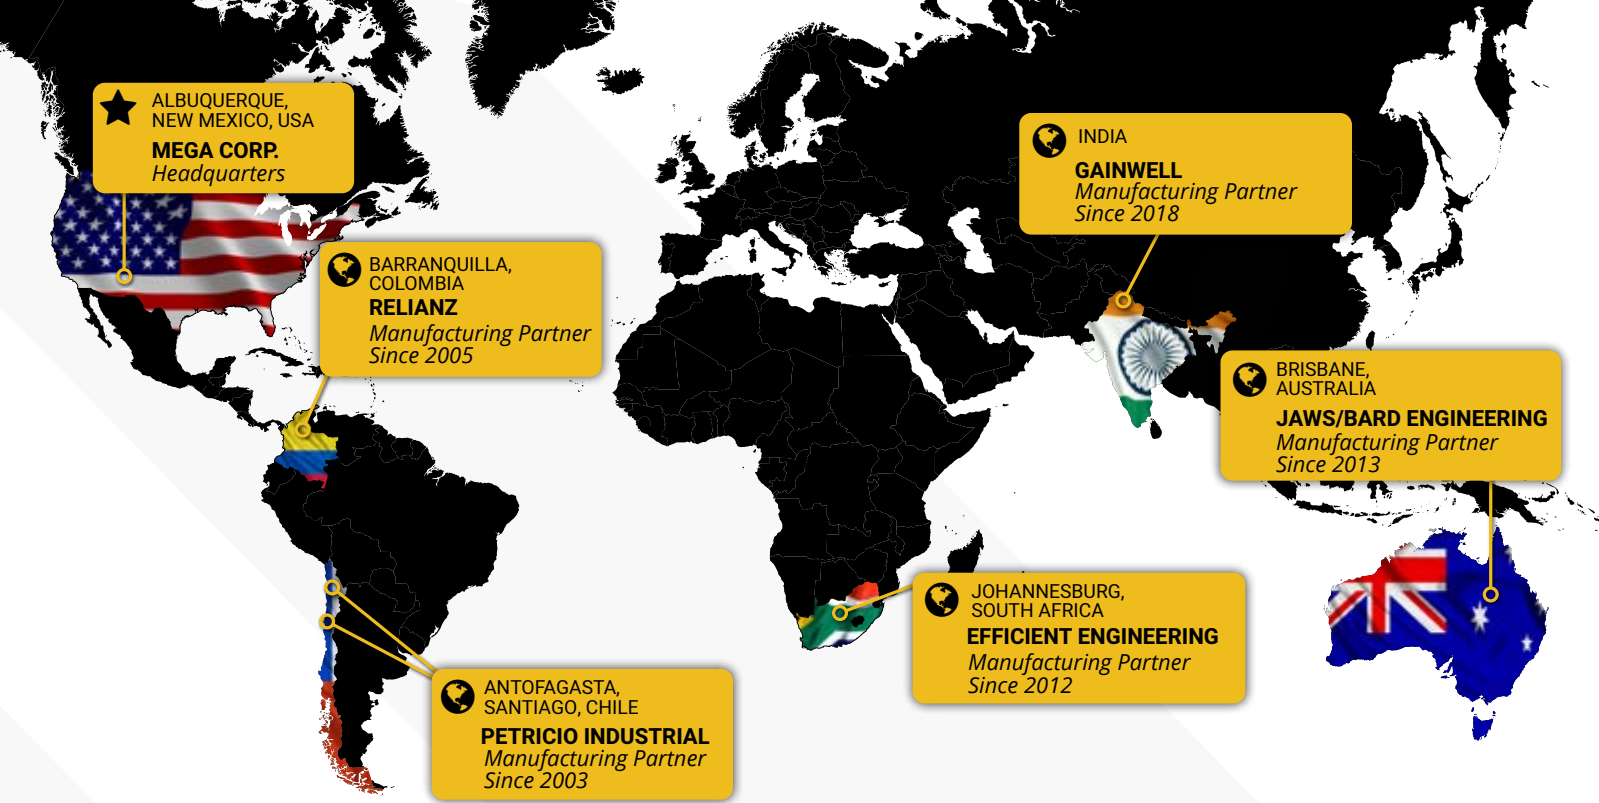 ALBUQUERQUE,
NEW MEXICO, USA
MEGA CORP.
Headquarters
BARRANQUILLA,
COLOMBIA
RELIANZ
Manufacturing Partner
Since 2005
ANTOFAGASTA,
SANTIAGO, CHILE
PETRICIO INDUSTRIAL
Manufacturing Partner
Since 2003
INDIA
GAINWELL
Manufacturing Partner
Since 2018
BRISBANE,
AUSTRALIA
JAWS/BARD ENGINEERING
Manufacturing Partner
Since 2013
JOHANNESBURG,
SOUTH AFRICA
EFFICIENT ENGINEERING
Manufacturing Partner
Since 2012